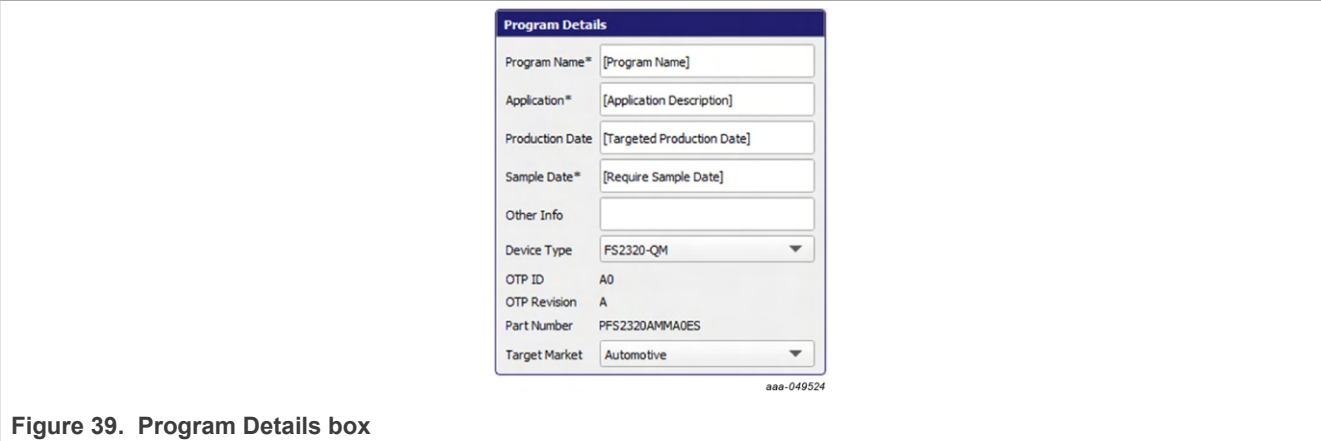 Program Details
Program Name* [Program Name]
Application* [Application Description]
Production Date [Targeted Production Date]
Sample Date* [Require Sample Date]
Other Info
Device Type FS2320-QM
OTP ID A0
OTP Revision A
Part Number PFS2320AMMA0ES
Target Market Automotive
aaa-049524
Figure 39. Program Details box